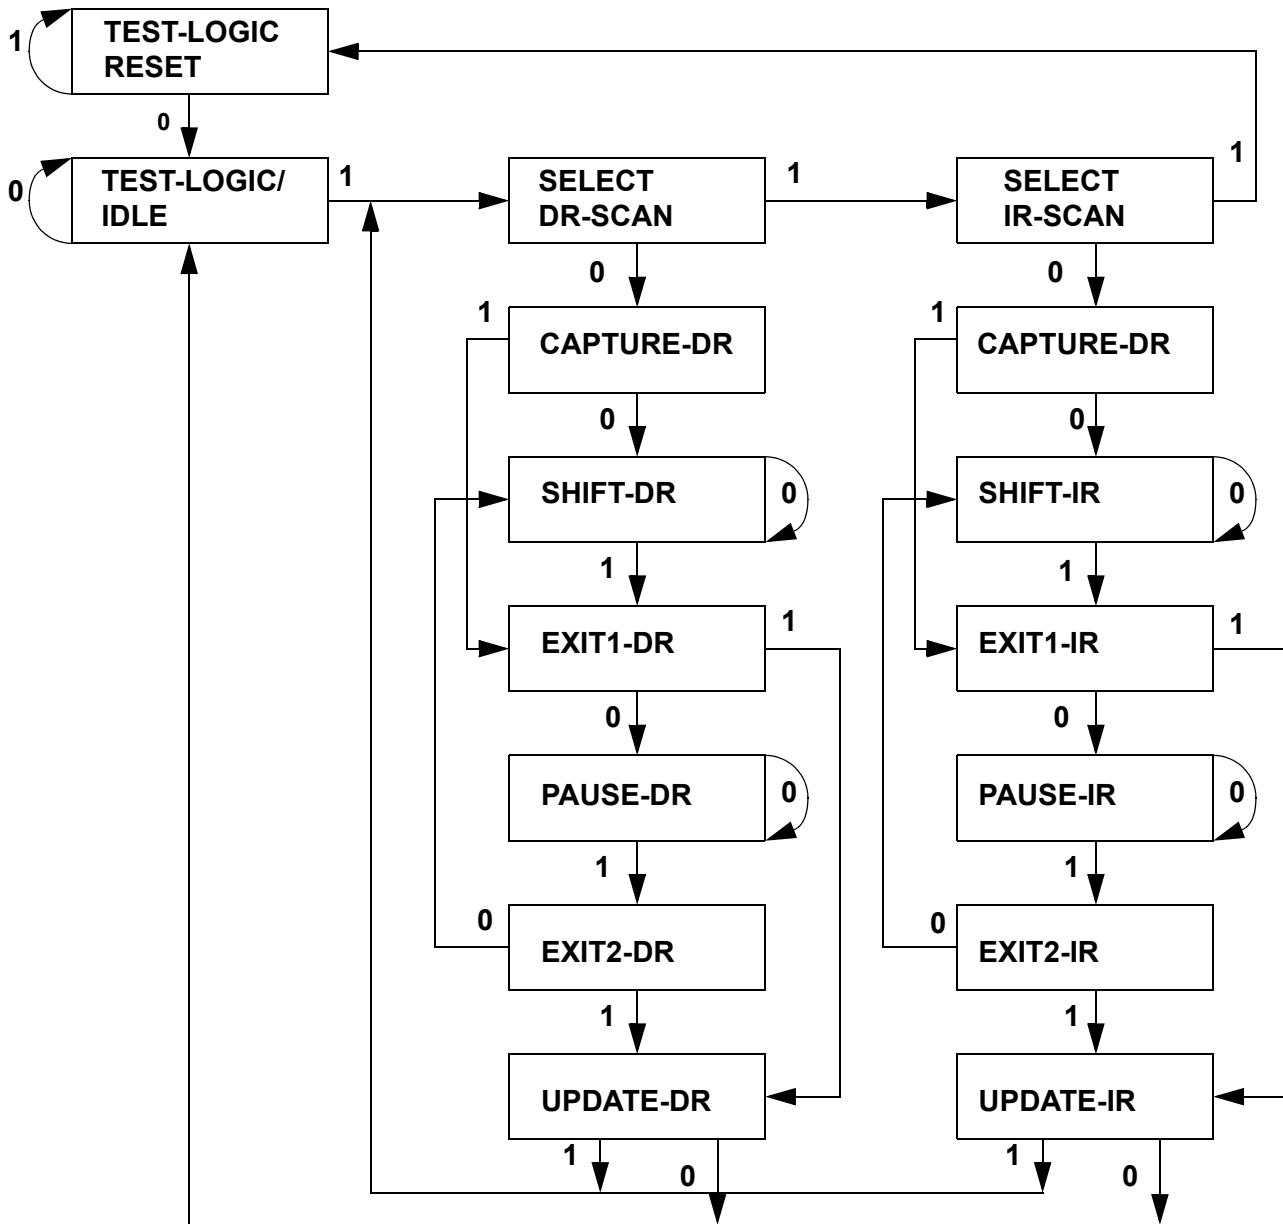 1
TEST-LOGIC
RESET
0
0
TEST-LOGIC/
IDLE
1
SELECT
DR-SCAN
1
SELECT
IR-SCAN
1
0
0
1
CAPTURE-DR
1
CAPTURE-DR
0
0
SHIFT-DR
0
SHIFT-IR
0
1
1
EXIT1-DR
1
EXIT1-IR
1
0
0
PAUSE-DR
0
PAUSE-IR
0
1
1
0
EXIT2-DR
0
EXIT2-IR
1
1
UPDATE-DR
UPDATE-IR
1
0
1
0